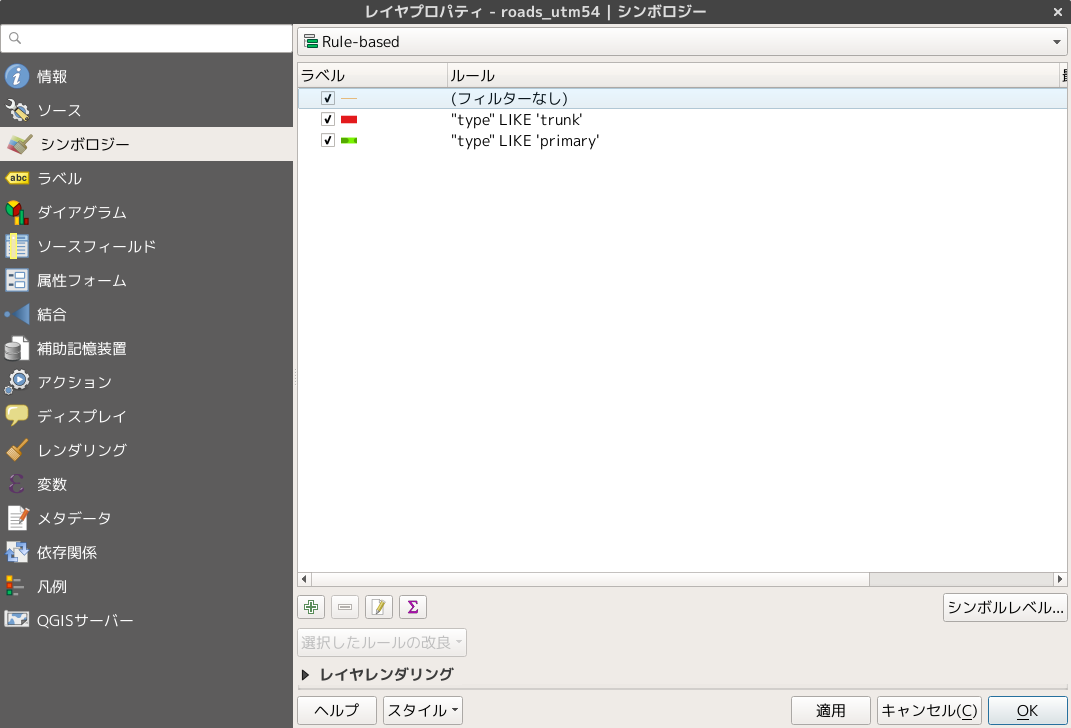 レイヤプロパティ - roads_utm54 | シンボロジー
情報
ソース
シンボロジー
abc ラベル
ダイアグラム
ソースフィールド
属性フォーム
結合
補助記憶装置
アクション
ディスプレイ
レンダリング
変数
メタデータ
依存関係
凡例
QGISサーバー
Rule-based
ラベル ルール
(フィルターなし)
"type" LIKE 'trunk'
"type" LIKE 'primary'
シンボルレベル...
選択したルールの改良
レイヤレンダリング
ヘルプ スタイル 適用 キャンセル(C) OK